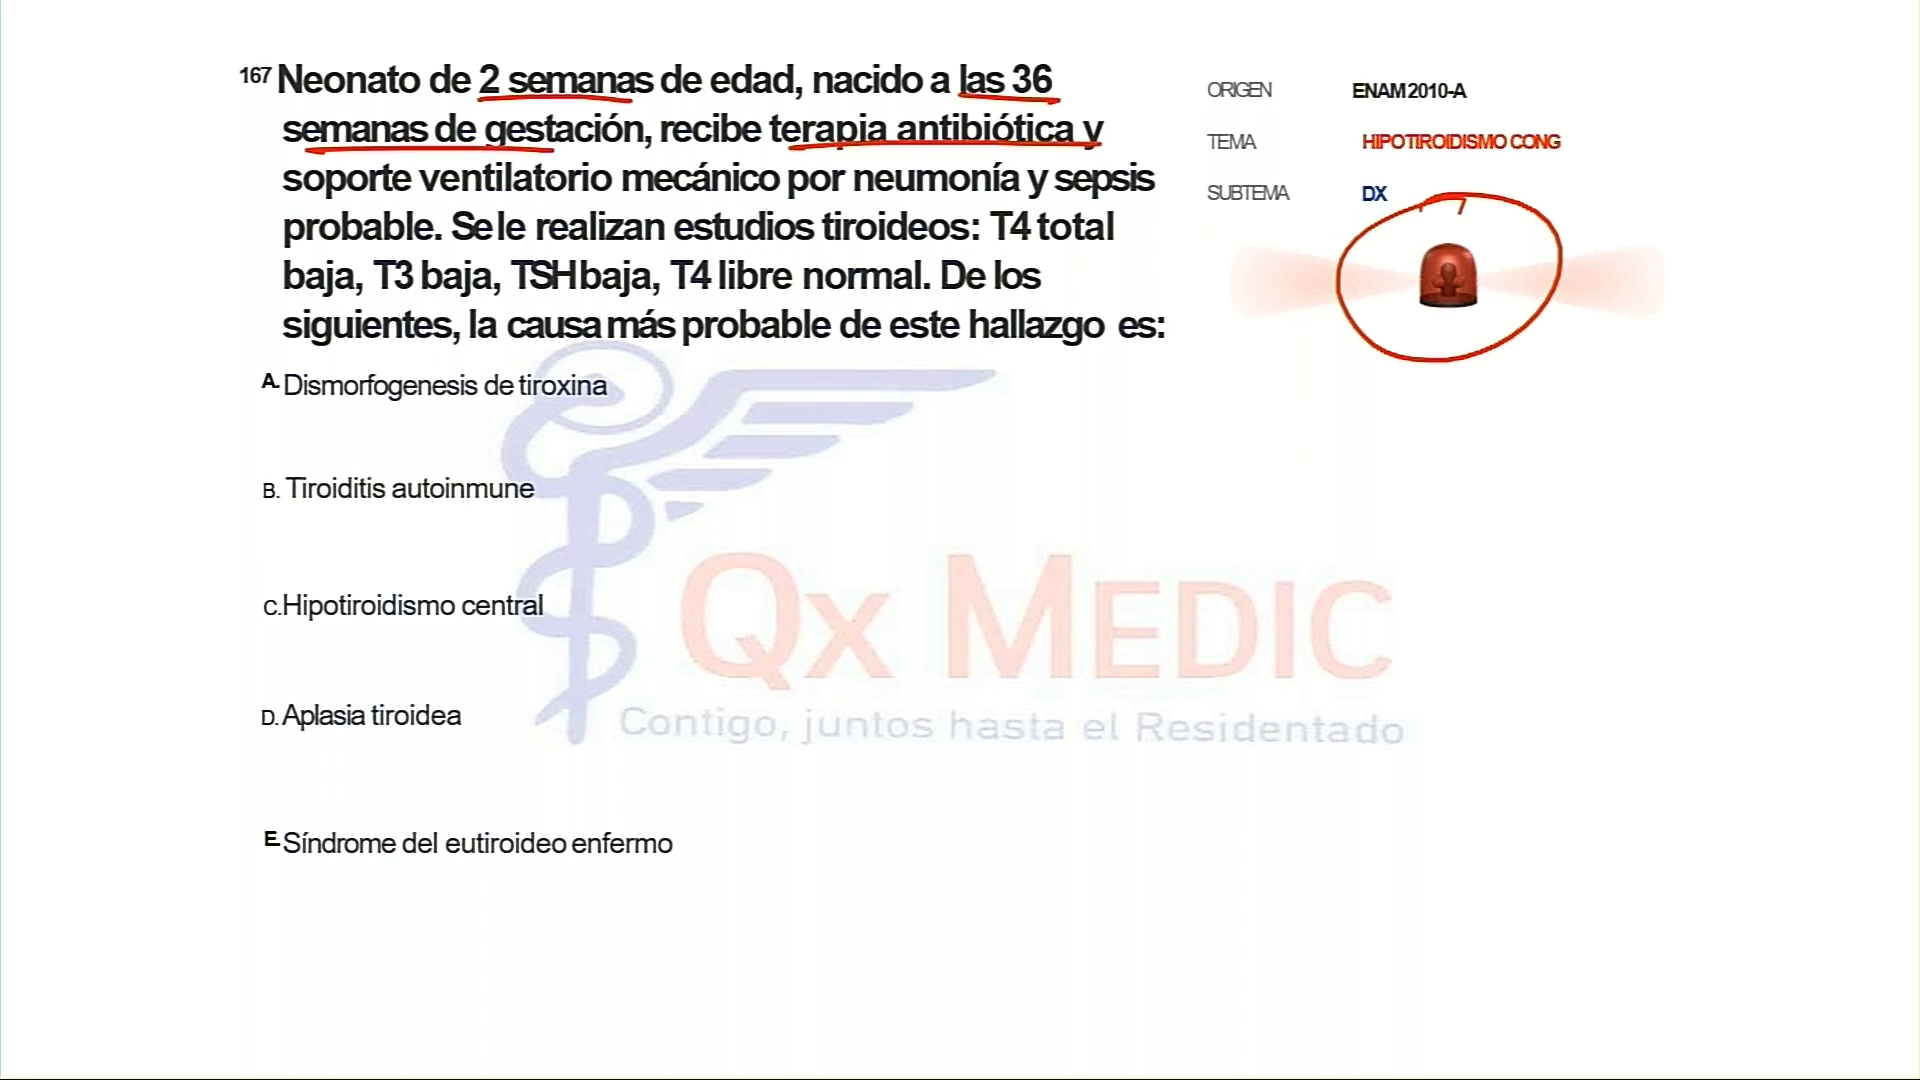 167 Neonato de 2 semanas de edad, nacido a las 36
semanas de gestación, recibe terapia antibiótica y
soporte ventilatorio mecánico por neumonía y sepsis
probable. Se le realizan estudios tiroideos: T4 total
baja, T3 baja, TSH baja, T4 libre normal. De los
siguientes, la causa más probable de este hallazgo es:
A. Dismorfogenesis de tiroxina
B. Tiroiditis autoinmune
C.Hipotiroidismo central
D. Aplasia tiroidea
E. Síndrome del eutiroideo enfermo
ORIGEN ENAM 2010-A
TEMA HIPOTIROIDISMO CONG
SUBTEMA DX
QX MEDIC
Contigo, juntos hasta el Residentado